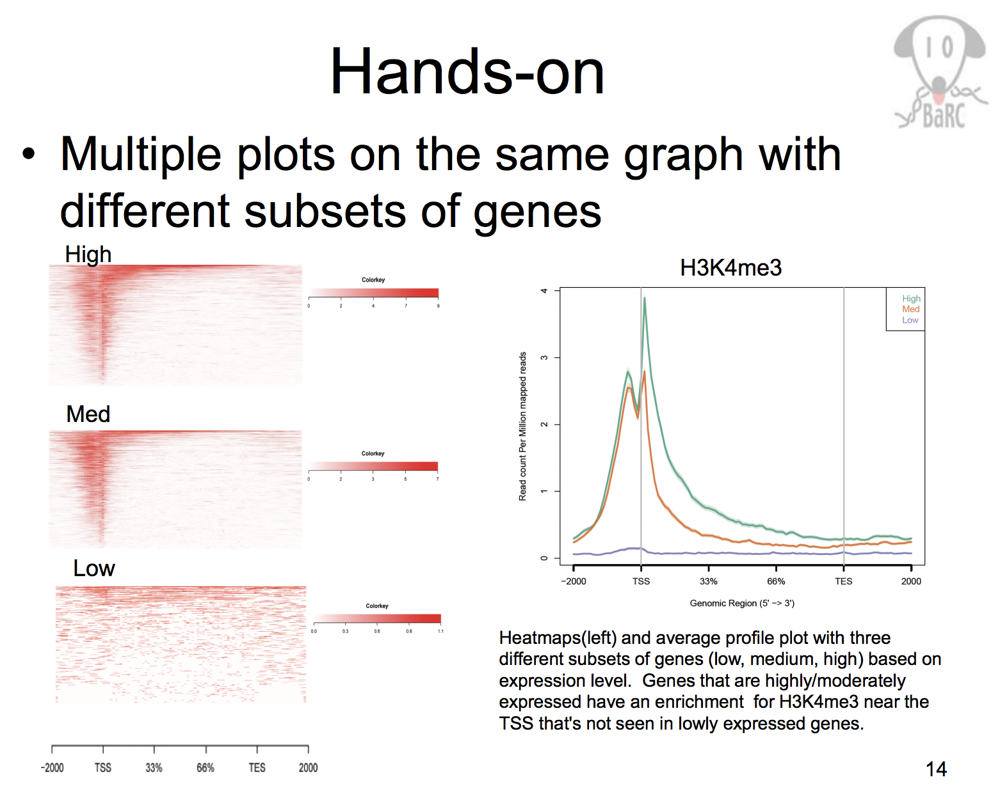 Hands-on
10
BaRC
• Multiple plots on the same graph with
different subsets of genes
High
Colorkey
0 2 4 7 9
Med
Colorkey
0 2 3 5 7
Low
Colorkey
0.0 0.3 0.6 0.8 1.1
−2000 TSS 33% 66% TES 2000
H3K4me3
High
Med
Low
Read count Per Million mapped reads
4
3
2
1
0
−2000 TSS 33% 66% TES 2000
Genomic Region (5' −> 3')
Heatmaps(left) and average profile plot with three
different subsets of genes (low, medium, high) based on
expression level.  Genes that are highly/moderately
expressed have an enrichment  for H3K4me3 near the
TSS that's not seen in lowly expressed genes.
14